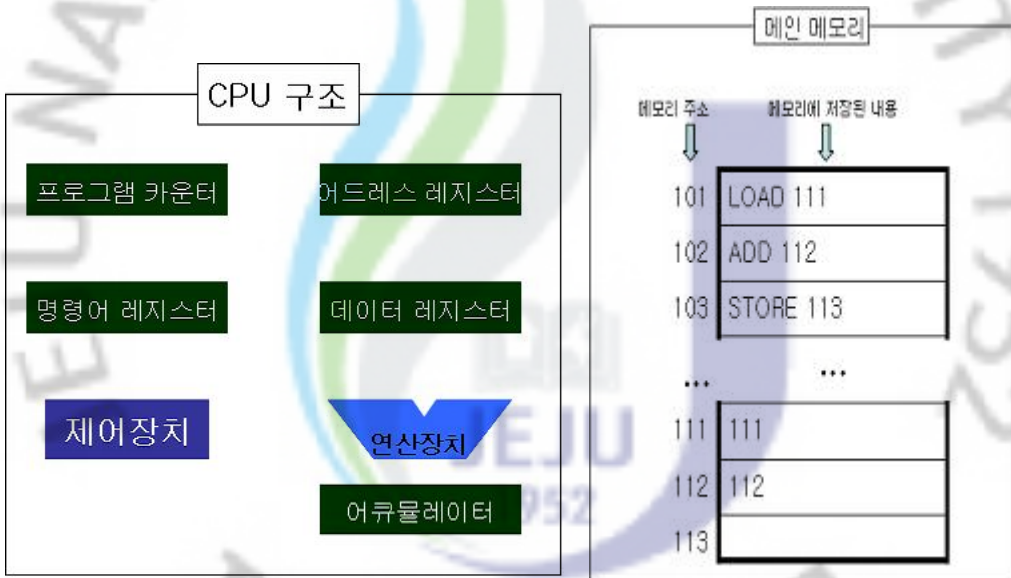 CPU 구조
프로그램 카운터
어드레스 레지스터
명령어 레지스터
데이터 레지스터
제어장치
연산장치
어큐뮬레이터
메인 메모리
메모리 주소
메모리에 저장된 내용
101 LOAD 111
102 ADD 112
103 STORE 113
... ...
111 111
112 112
113
JEJU
1952